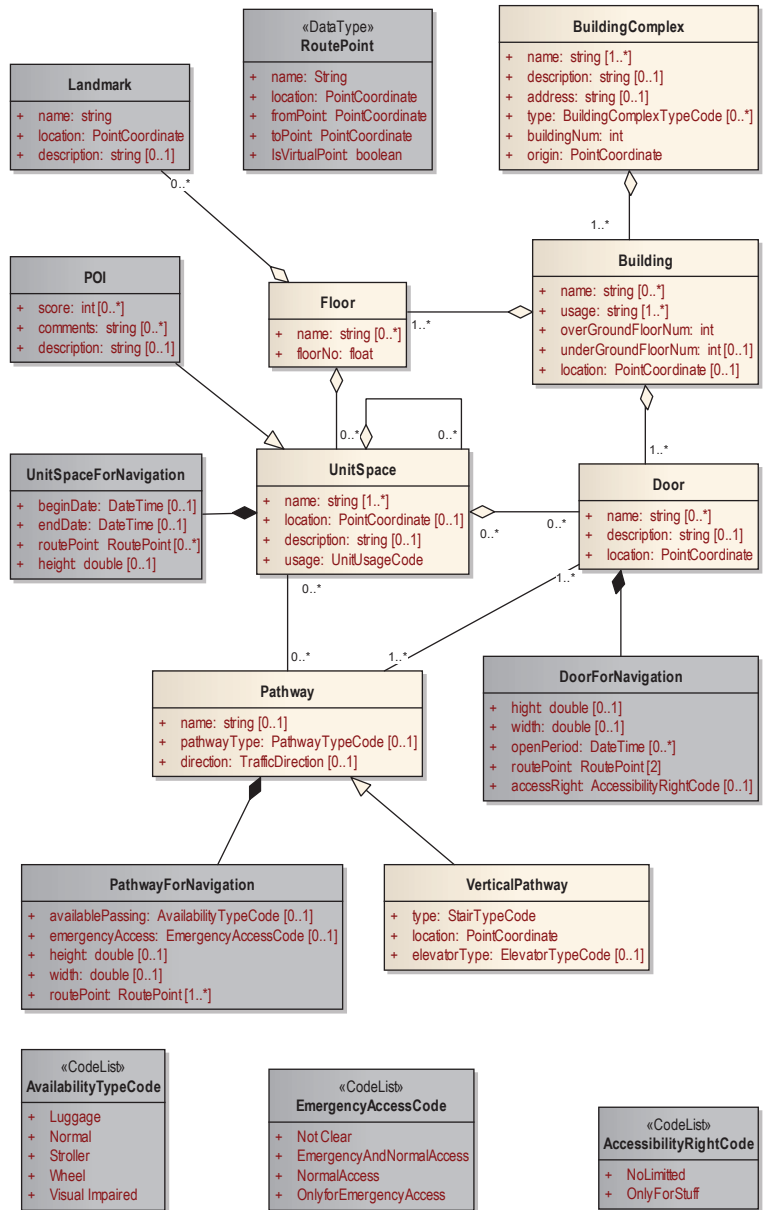 «DataType»
RoutePoint
+ name: String
+ location: PointCoordinate
+ fromPoint: PointCoordinate
+ toPoint: PointCoordinate
+ IsVirtualPoint: boolean
BuildingComplex
+ name: string [1..*]
+ description: string [0..1]
+ address: string [0..1]
+ type: BuildingComplexTypeCode [0..*]
+ buildingNum: int
+ origin: PointCoordinate
Landmark
+ name: string
+ location: PointCoordinate
+ description: string [0..1]
0..*
1..*
POI
+ score: int [0..*]
+ comments: string [0..*]
+ description: string [0..1]
Floor
+ name: string [0..*]
+ floorNo: float
1..*
Building
+ name: string [0..*]
+ usage: string [1..*]
+ overGroundFloorNum: int
+ underGroundFloorNum: int [0..1]
+ location: PointCoordinate [0..1]
0..*
0..*
1..*
UnitSpaceForNavigation
+ beginDate: DateTime [0..1]
+ endDate: DateTime [0..1]
+ routePoint: RoutePoint [0..*]
+ height: double [0..1]
UnitSpace
+ name: string [1..*]
+ location: PointCoordinate [0..1]
+ description: string [0..1]
+ usage: UnitUsageCode
0..*
0..*
Door
+ name: string [0..*]
+ description: string [0..1]
+ location: PointCoordinate
0..*
1..*
0..*
1..*
Pathway
+ name: string [0..1]
+ pathwayType: PathwayTypeCode [0..1]
+ direction: TrafficDirection [0..1]
DoorForNavigation
+ hight: double [0..1]
+ width: double [0..1]
+ openPeriod: DateTime [0..*]
+ routePoint: RoutePoint [2]
+ accessRight: AccessibilityRightCode [0..1]
PathwayForNavigation
+ availablePassing: AvailabilityTypeCode [0..1]
+ emergencyAccess: EmergencyAccessCode [0..1]
+ height: double [0..1]
+ width: double [0..1]
+ routePoint: RoutePoint [1..*]
VerticalPathway
+ type: StairTypeCode
+ location: PointCoordinate
+ elevatorType: ElevatorTypeCode [0..1]
«CodeList»
AvailabilityTypeCode
+ Luggage
+ Normal
+ Stroller
+ Wheel
+ Visual Impaired
«CodeList»
EmergencyAccessCode
+ Not Clear
+ EmergencyAndNormalAccess
+ NormalAccess
+ OnlyforEmergencyAccess
«CodeList»
AccessibilityRightCode
+ NoLimitted
+ OnlyForStuff